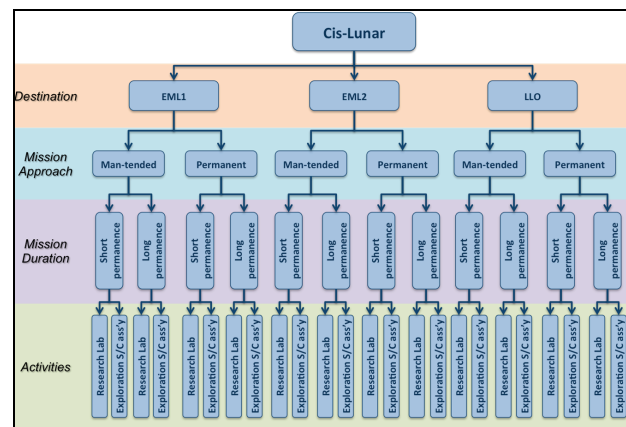 Cis-Lunar
Destination
EML1
EML2
LLO
Mission
Approach
Man-tended
Permanent
Man-tended
Permanent
Man-tended
Permanent
Mission
Duration
Short
permanence
Long
permanence
Short
permanence
Long
permanence
Short
permanence
Long
permanence
Short
permanence
Long
permanence
Short
permanence
Long
permanence
Short
permanence
Long
permanence
Activities
Research Lab
Exploration S/C ass'y
Research Lab
Exploration S/C ass'y
Research Lab
Exploration S/C ass'y
Research Lab
Exploration S/C ass'y
Research Lab
Exploration S/C ass'y
Research Lab
Exploration S/C ass'y
Research Lab
Exploration S/C ass'y
Research Lab
Exploration S/C ass'y
Research Lab
Exploration S/C ass'y
Research Lab
Exploration S/C ass'y
Research Lab
Exploration S/C ass'y
Research Lab
Exploration S/C ass'y